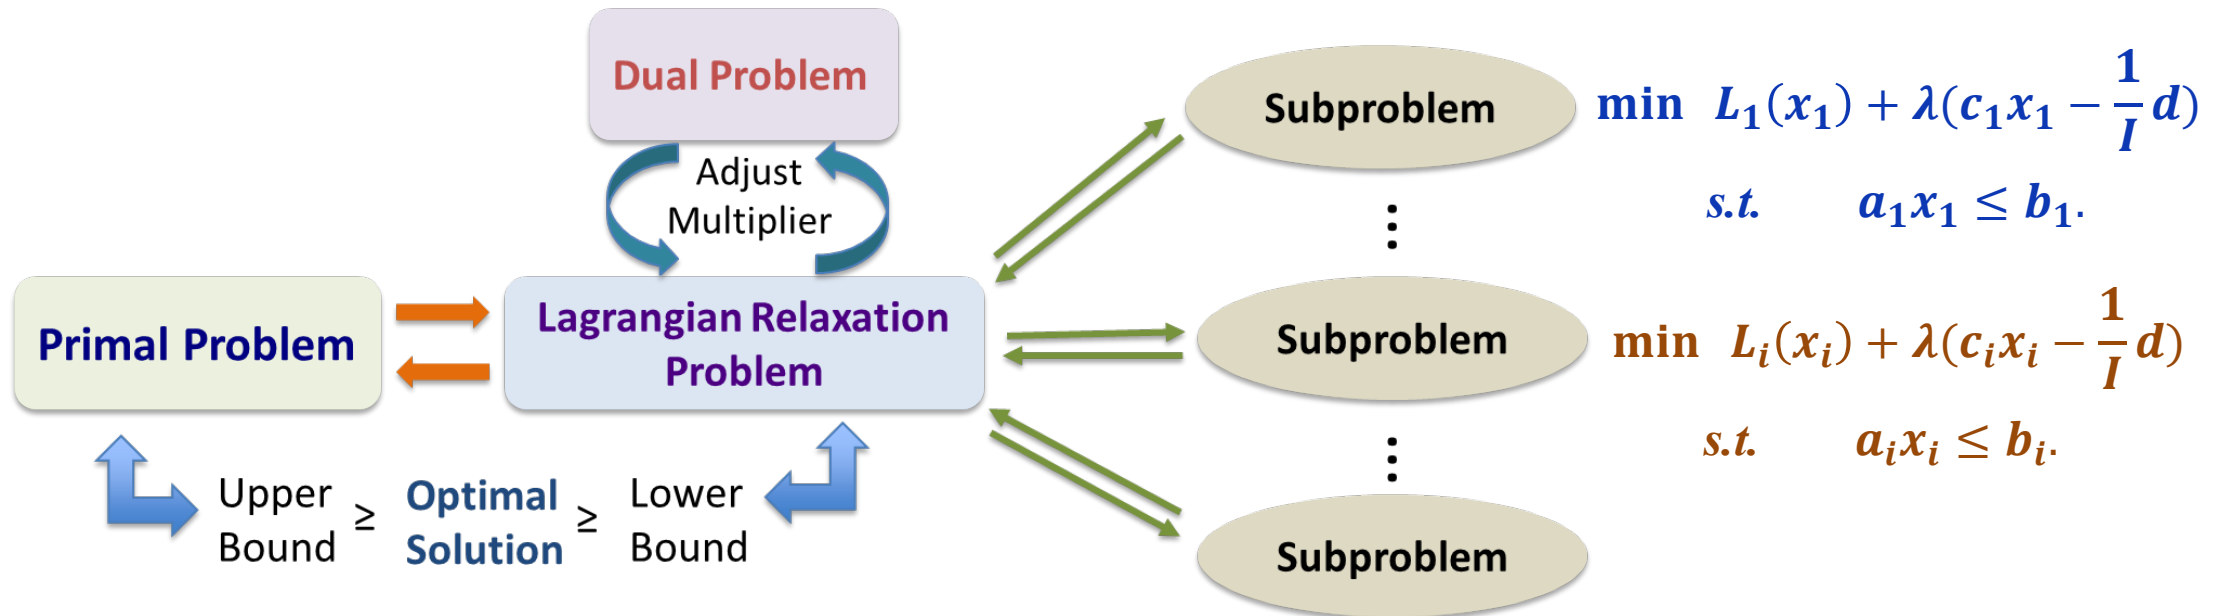 Dual Problem
Adjust
Multiplier
Primal Problem
Lagrangian Relaxation
Problem
Upper
Bound
≥
Optimal
Solution
≥
Lower
Bound
Subproblem
min L₁(x₁) + λ(c₁x₁ − 1/I d)
s.t. a₁x₁ ≤ b₁.
⋮
Subproblem
min Lᵢ(xᵢ) + λ(cᵢxᵢ − 1/I d)
s.t. aᵢxᵢ ≤ bᵢ.
⋮
Subproblem